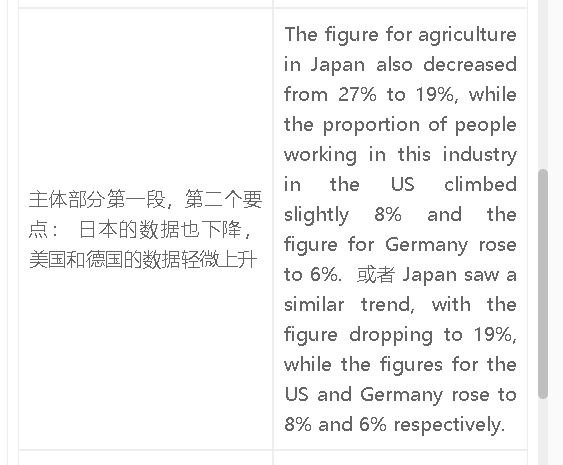 主体部分第一段，第二个要
点： 日本的数据也下降，
美国和德国的数据轻微上升
The figure for agriculture
in Japan also decreased
from 27% to 19%, while
the proportion of people
working in this industry
in the US climbed
slightly 8% and the
figure for Germany rose
to 6%. 或者 Japan saw a
similar trend, with the
figure dropping to 19%,
while the figures for the
US and Germany rose to
8% and 6% respectively.